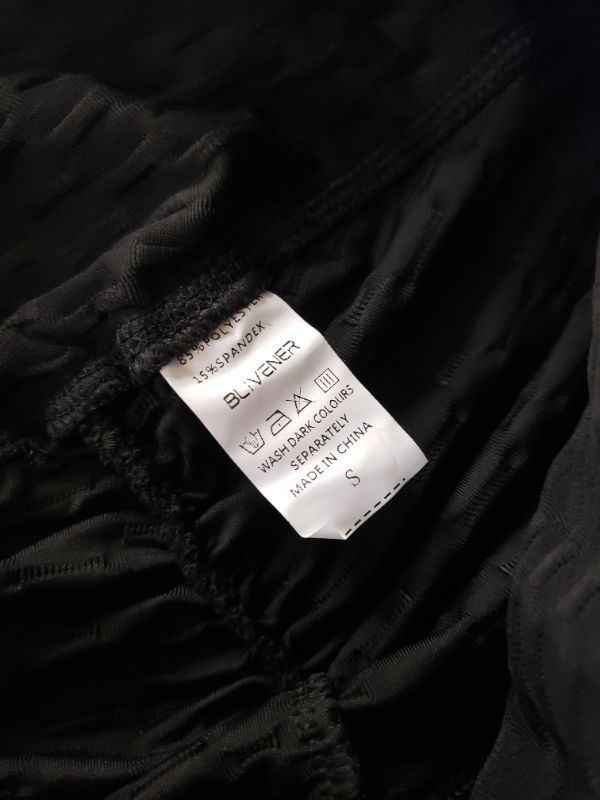 85%POLYESTER
15%SPANDEX
BLIVENER
WASH DARK COLOURS
SEPARATELY
MADE IN CHINA
S